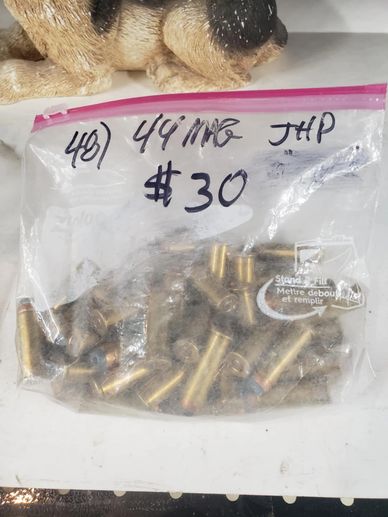 48) 44 MAG JHP
$30
Stand & Fill
Mettre debout
et remplir